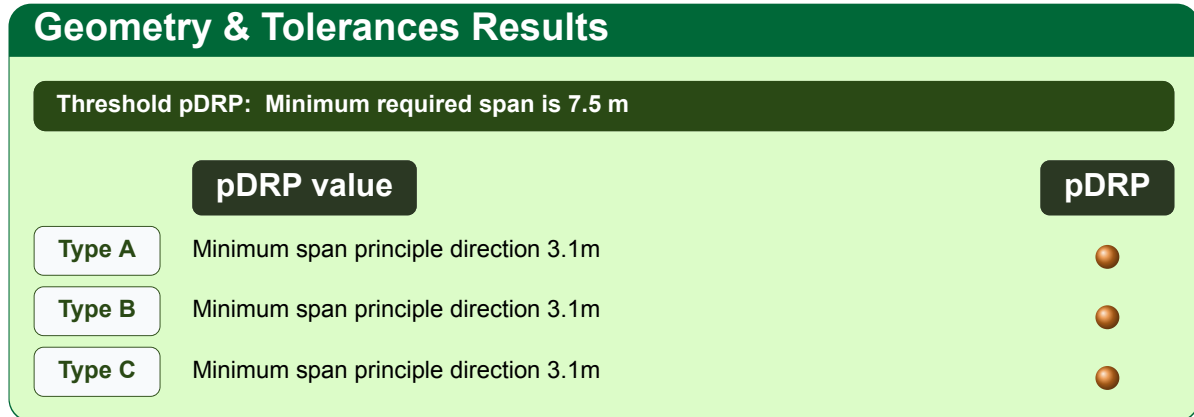 Geometry & Tolerances Results
Threshold pDRP: Minimum required span is 7.5 m
pDRP value pDRP
Type A Minimum span principle direction 3.1m
Type B Minimum span principle direction 3.1m
Type C Minimum span principle direction 3.1m